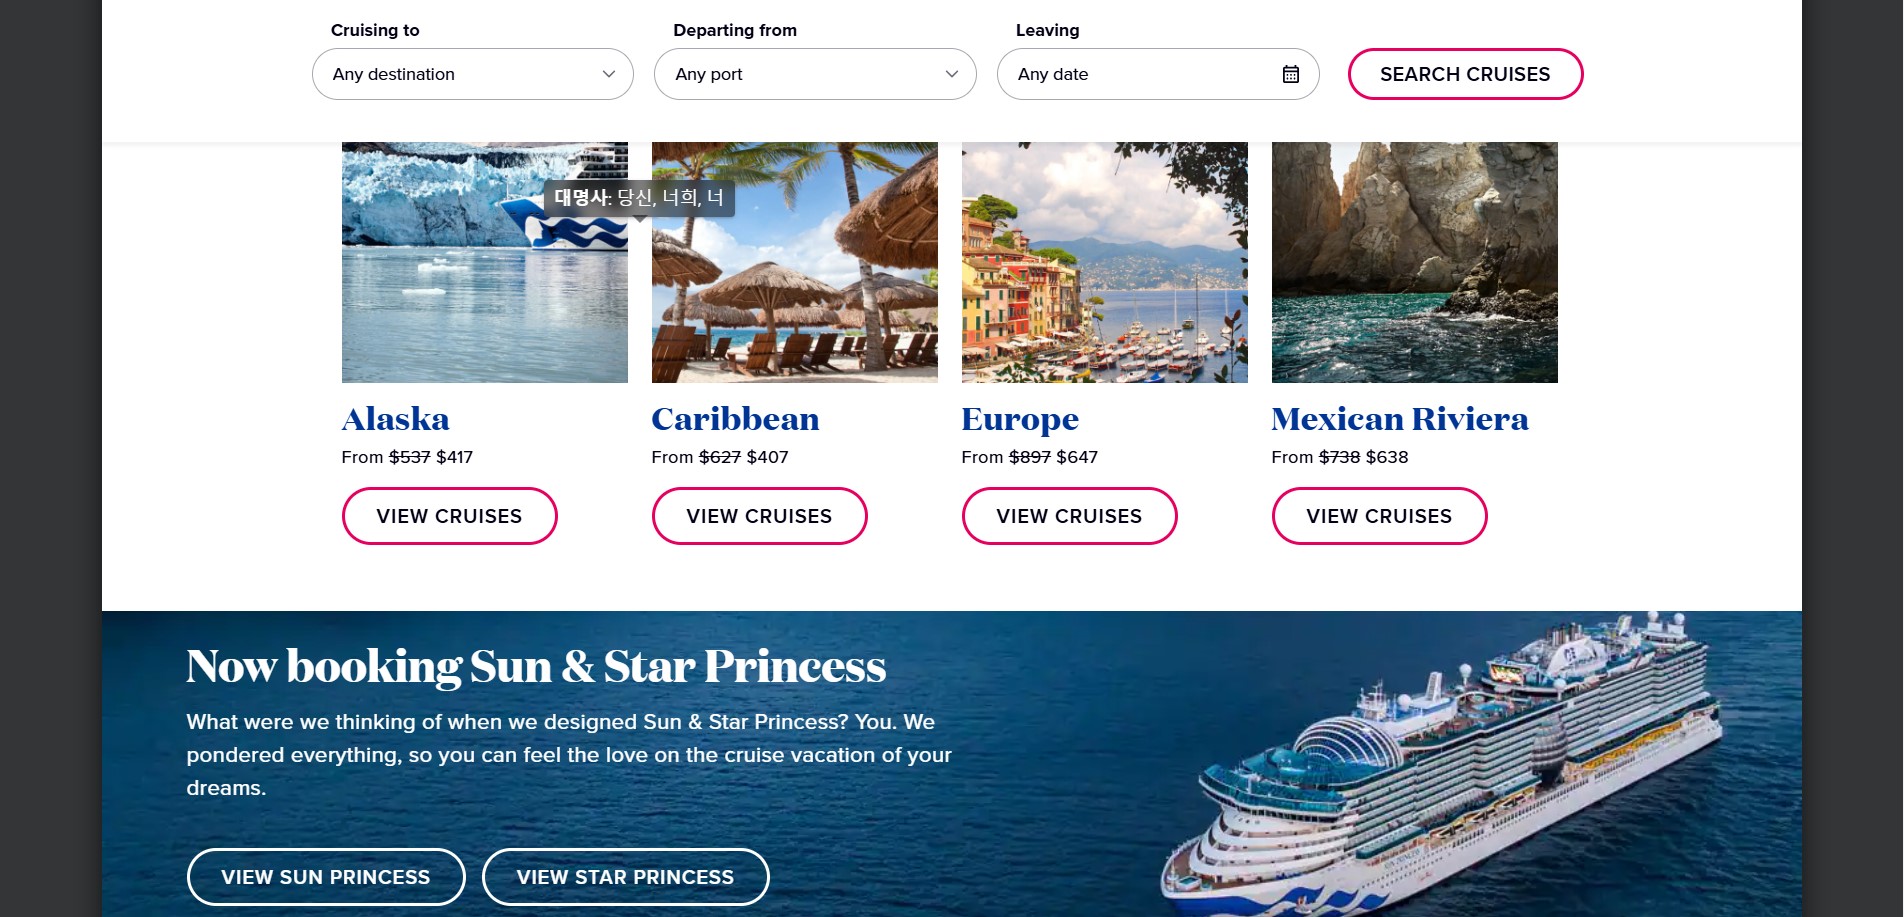 Cruising to
Departing from
Leaving
Any destination
Any port
Any date
SEARCH CRUISES
대명사: 당신, 너희, 너
Alaska
Caribbean
Europe
Mexican Riviera
From $537 $417
From $627 $407
From $897 $647
From $738 $638
VIEW CRUISES
VIEW CRUISES
VIEW CRUISES
VIEW CRUISES
Now booking Sun & Star Princess
What were we thinking of when we designed Sun & Star Princess? You. We
pondered everything, so you can feel the love on the cruise vacation of your
dreams.
VIEW SUN PRINCESS
VIEW STAR PRINCESS